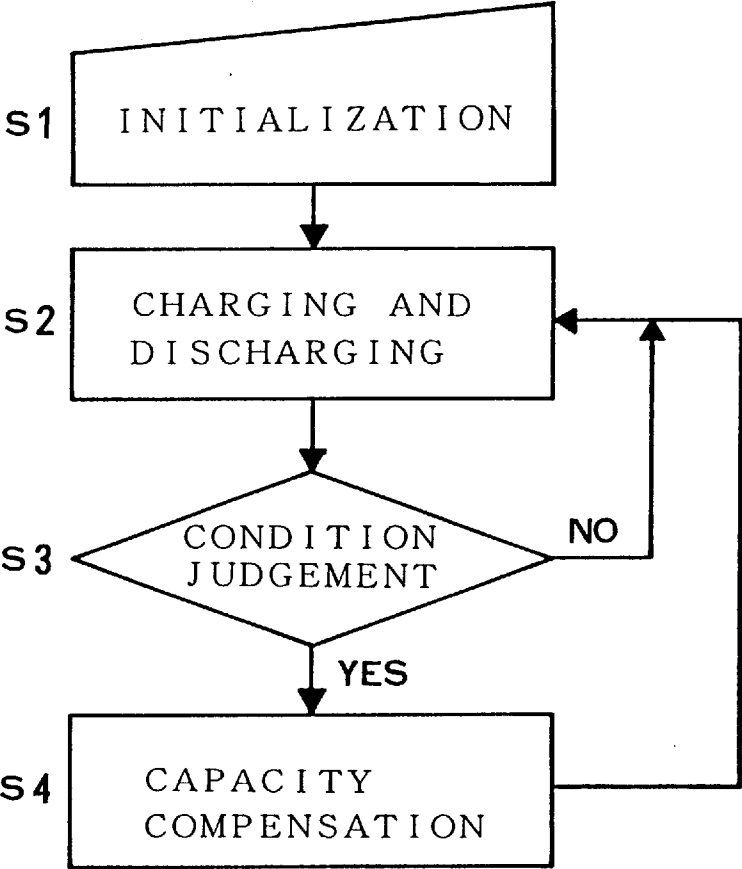 S1
INITIALIZATION
S2
CHARGING AND
DISCHARGING
S3
CONDITION
JUDGEMENT
NO
YES
S4
CAPACITY
COMPENSATION